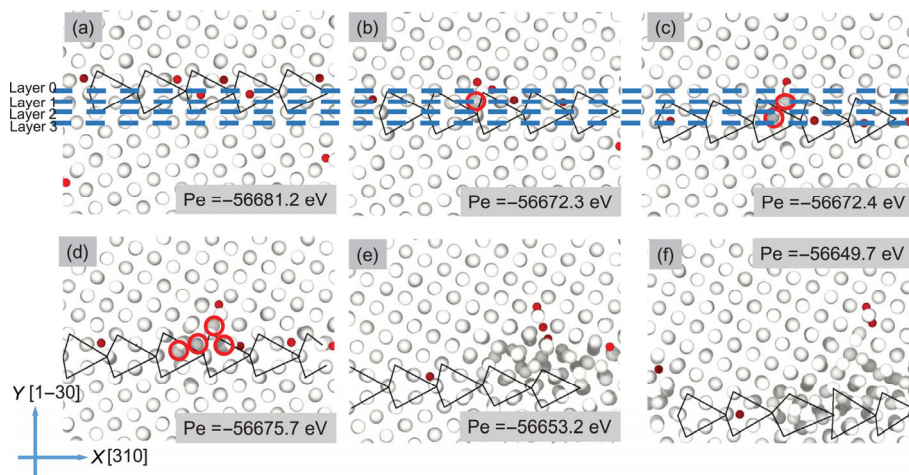 (a)
(b)
(c)
Layer 0
Layer 1
Layer 2
Layer 3
Pe =–56681.2 eV
Pe =–56672.3 eV
Pe =–56672.4 eV
(d)
(e)
(f)
Pe =–56649.7 eV
Pe =–56675.7 eV
Pe =–56653.2 eV
Y [1–30]
X [310]